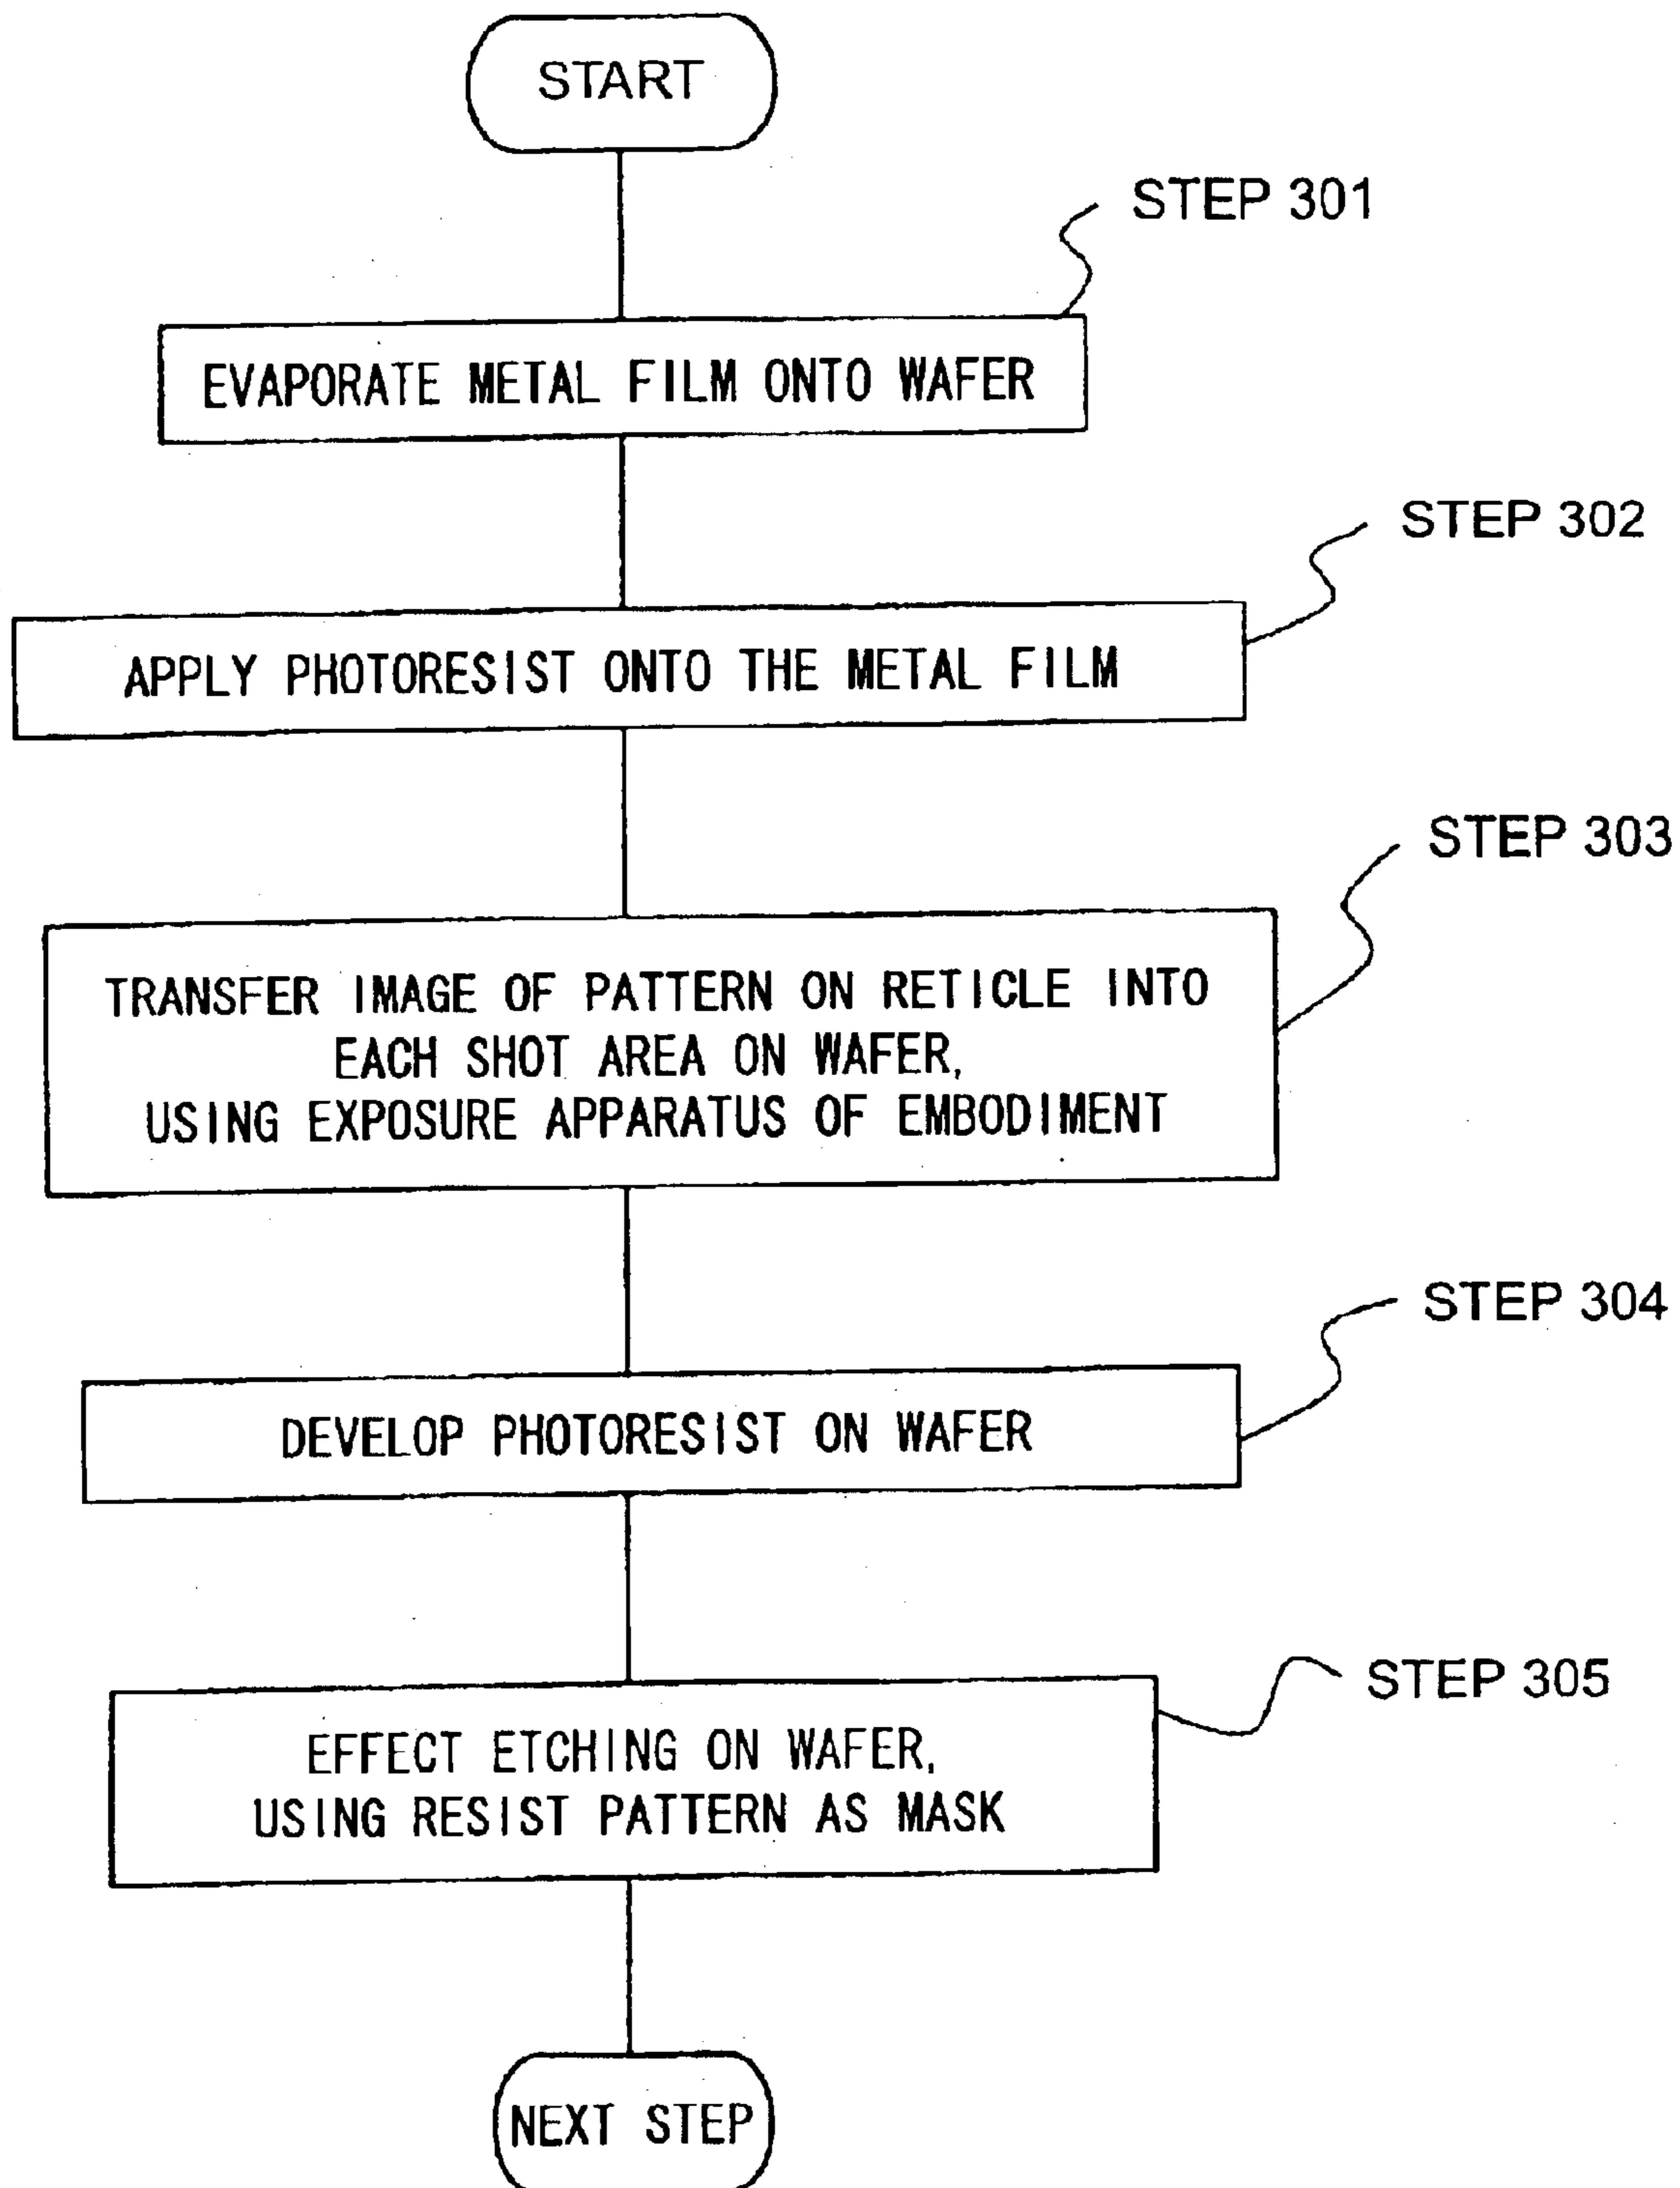 START
STEP 301
EVAPORATE METAL FILM ONTO WAFER
STEP 302
APPLY PHOTORESIST ONTO THE METAL FILM
STEP 303
TRANSFER IMAGE OF PATTERN ON RETICLE INTO
EACH SHOT AREA ON WAFER,
USING EXPOSURE APPARATUS OF EMBODIMENT
STEP 304
DEVELOP PHOTORESIST ON WAFER
STEP 305
EFFECT ETCHING ON WAFER,
USING RESIST PATTERN AS MASK
NEXT STEP